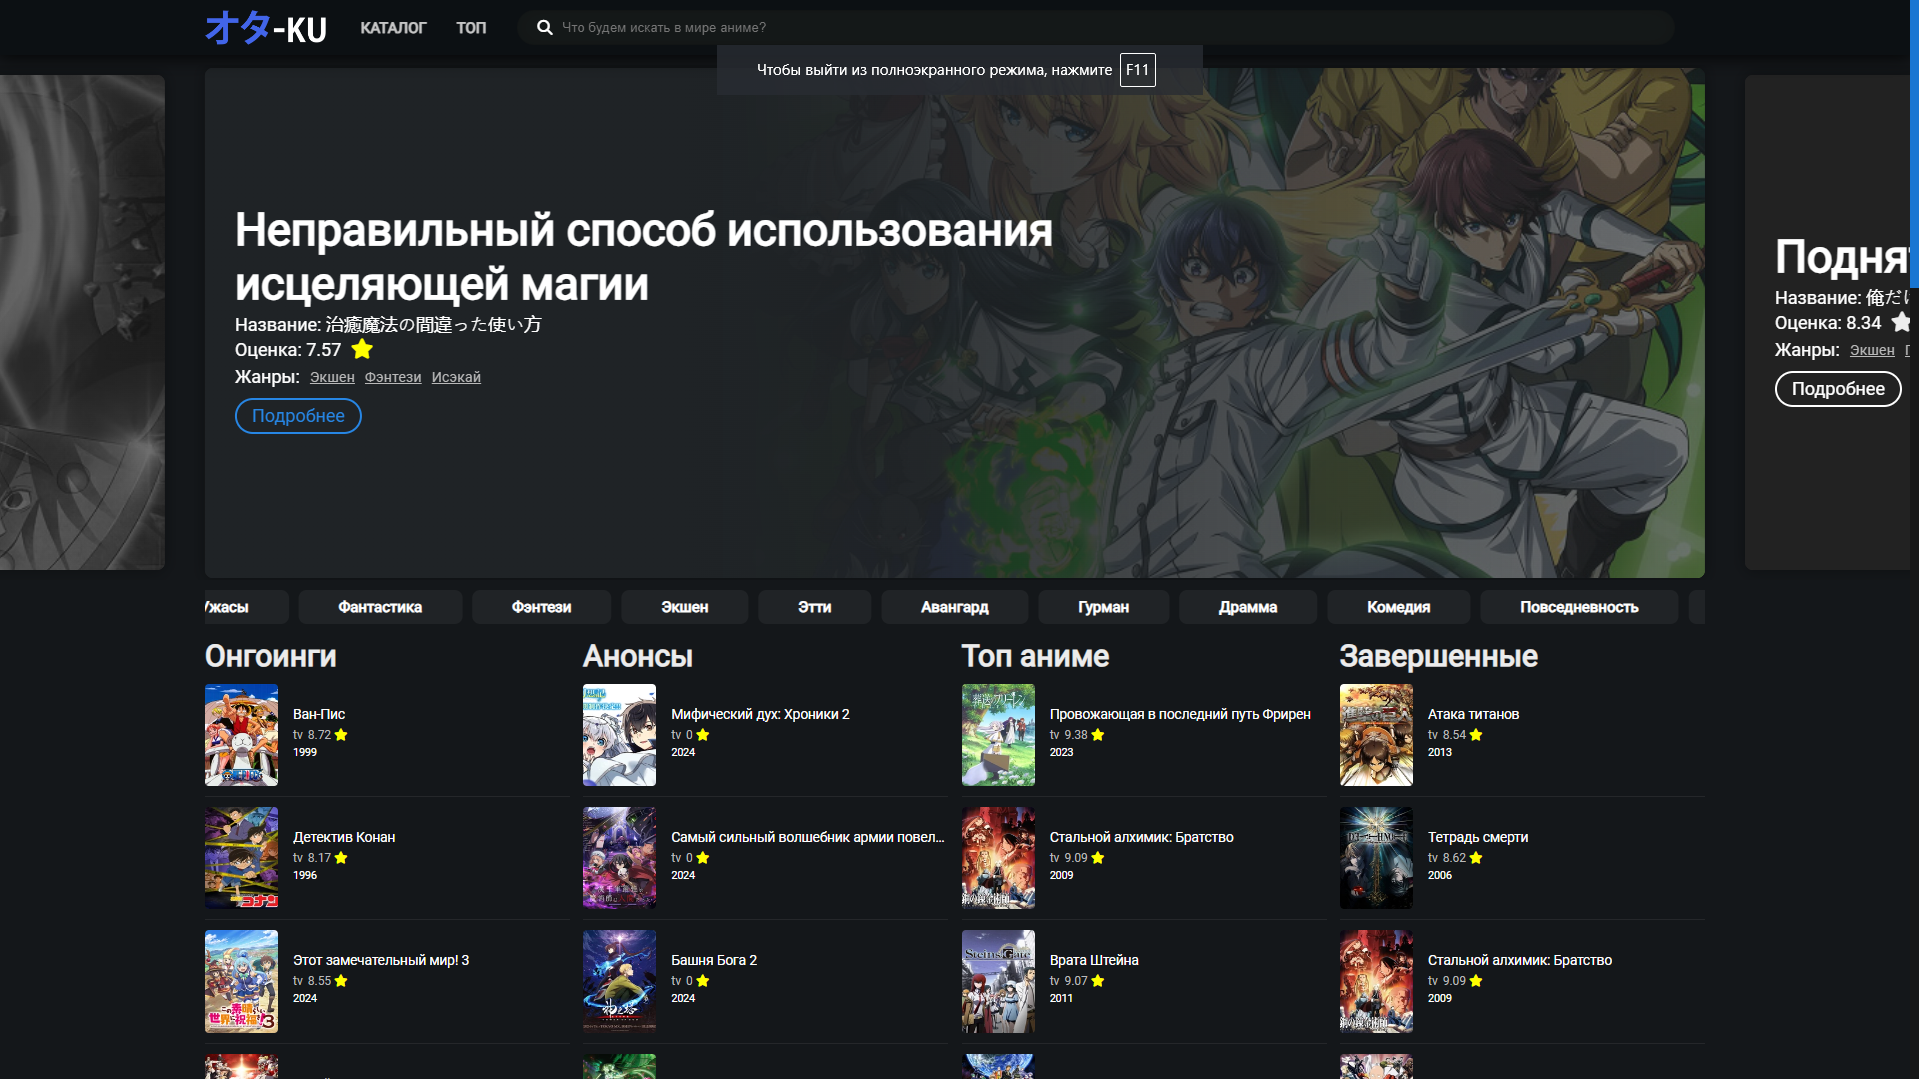 オタ-KU КАТАЛОГ ТОП Что будем искать в мире аниме?
Чтобы выйти из полноэкранного режима, нажмите F11
Неправильный способ использования
исцеляющей магии
Название: 治癒魔法の間違った使い方
Оценка: 7.57
Жанры: Экшен Фэнтези Исэкай
Подробнее
Подня
Название: 俺だけ
Оценка: 8.34
Жанры: Экшен
Подробнее
Ужасы Фантастика Фэнтези Экшен Этти Авангард Гурман Драмма Комедия Повседневность
Онгоинги
Ван-Пис
tv 8.72
1999
Детектив Конан
tv 8.17
1996
Этот замечательный мир! 3
tv 8.55
2024
Анонсы
Мифический дух: Хроники 2
tv 0
2024
Самый сильный волшебник армии повел...
tv 0
2024
Башня Бога 2
tv 0
2024
Топ аниме
Провожающая в последний путь Фрирен
tv 9.38
2023
Стальной алхимик: Братство
tv 9.09
2009
Врата Штейна
tv 9.07
2011
Завершенные
Атака титанов
tv 8.54
2013
Тетрадь смерти
tv 8.62
2006
Стальной алхимик: Братство
tv 9.09
2009